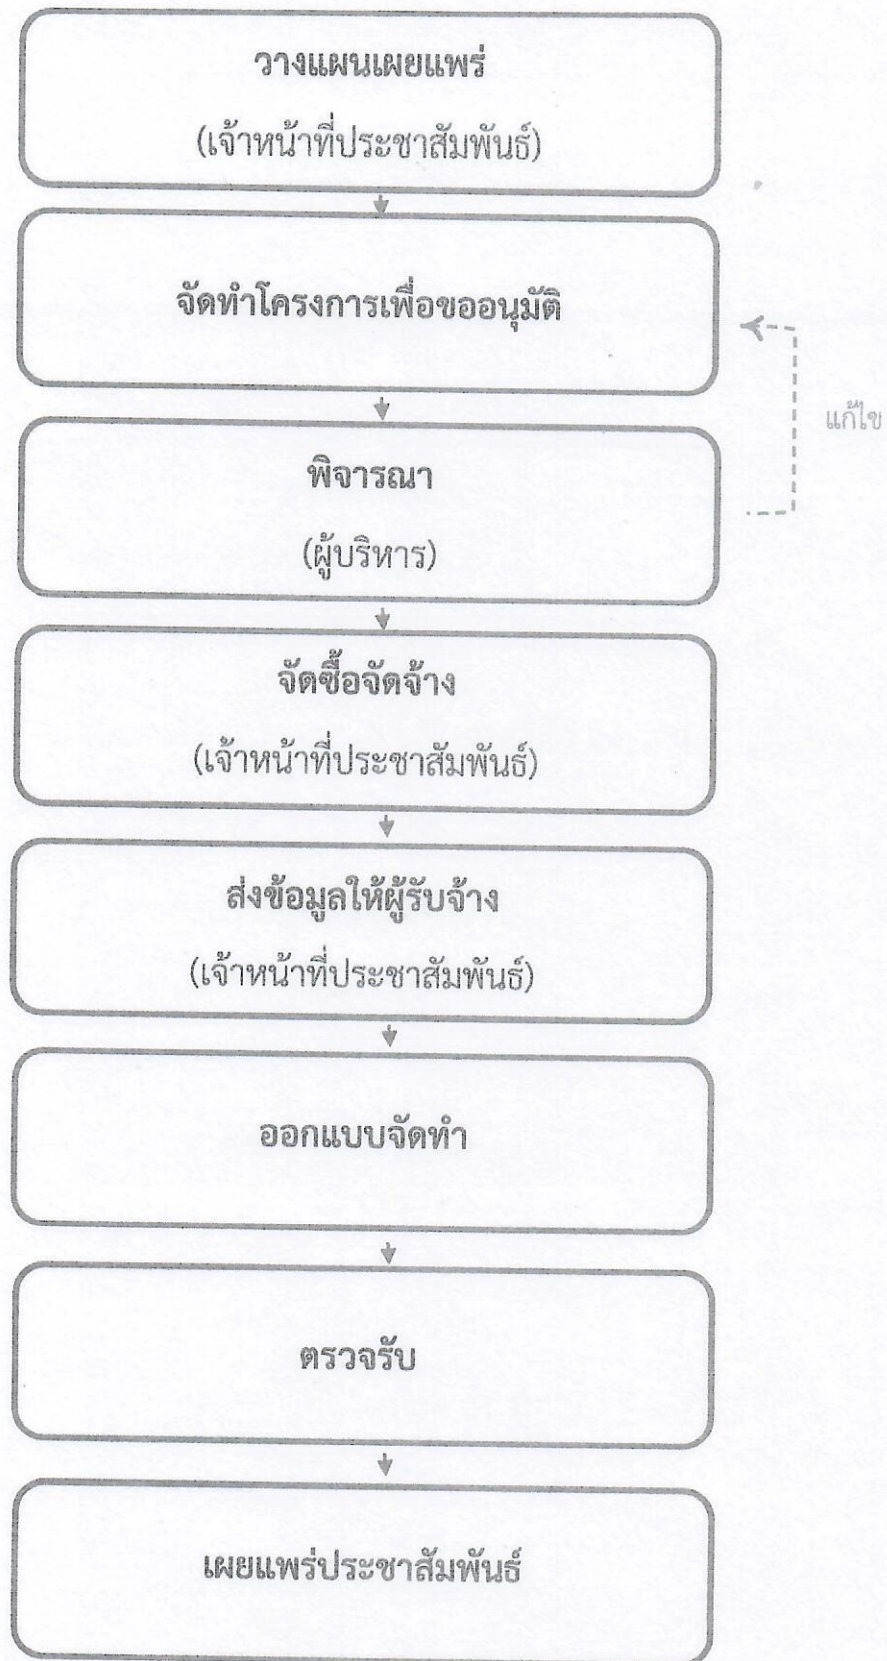 วางแผนเผยแพร่
(เจ้าหน้าที่ประชาสัมพันธ์)
จัดทำโครงการเพื่อขออนุมัติ
แก้ไข
พิจารณา
(ผู้บริหาร)
จัดซื้อจัดจ้าง
(เจ้าหน้าที่ประชาสัมพันธ์)
ส่งข้อมูลให้ผู้รับจ้าง
(เจ้าหน้าที่ประชาสัมพันธ์)
ออกแบบจัดทำ
ตรวจรับ
เผยแพร่ประชาสัมพันธ์